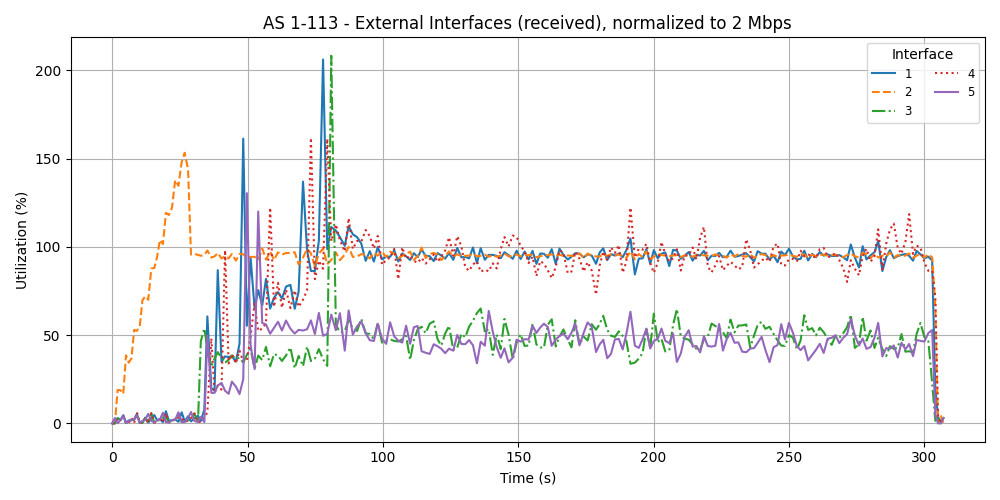 AS 1-113 - External Interfaces (received), normalized to 2 Mbps
Interface
1
2
3
4
5
Utilization (%)
200
150
100
50
0
0 50 100 150 200 250 300
Time (s)